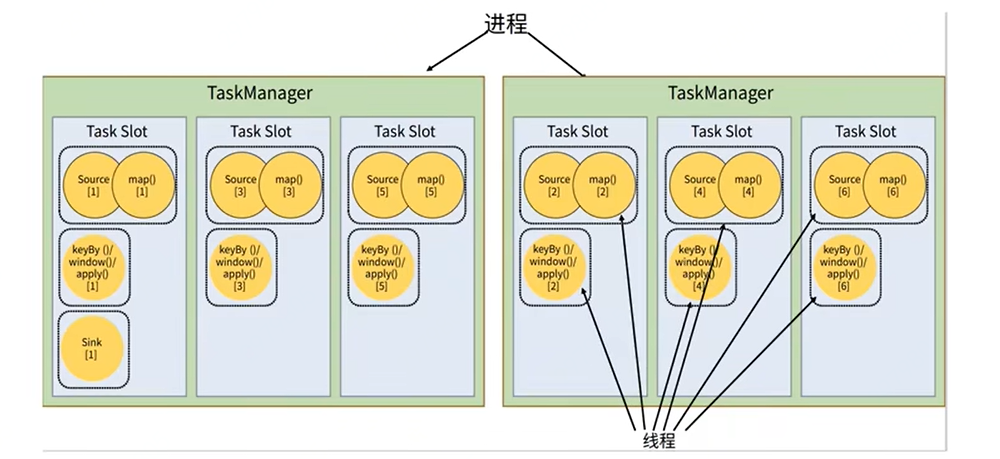 进程
TaskManager
Task Slot
Source
[1]
map()
[1]
keyBy ()/
window()/
apply()
[1]
Sink
[1]
Task Slot
Source
[3]
map()
[3]
keyBy ()/
window()/
apply()
[3]
Task Slot
Source
[5]
map()
[5]
keyBy ()/
window()/
apply()
[5]
TaskManager
Task Slot
Source
[2]
map()
[2]
keyBy ()/
window()/
apply()
[2]
Task Slot
Source
[4]
map()
[4]
keyBy ()/
window()/
apply()
[4]
Task Slot
Source
[6]
map()
[6]
keyBy ()/
window()/
apply()
[6]
线程